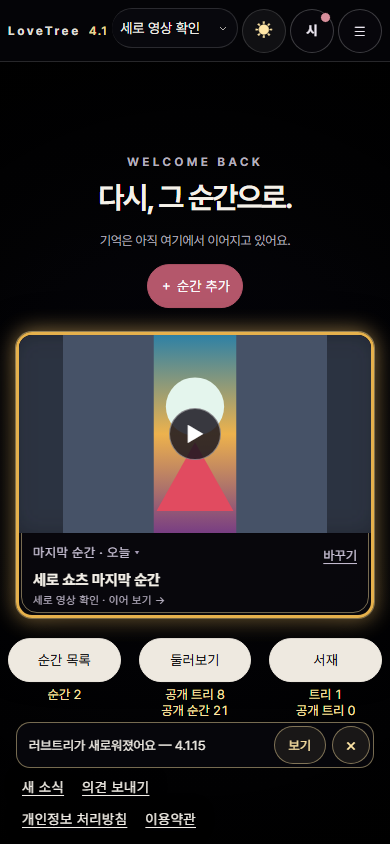 LoveTree 4.1 세로 영상 확인 시
WELCOME BACK
다시, 그 순간으로.
기억은 아직 여기에서 이어지고 있어요.
+ 순간 추가
마지막 순간 · 오늘
바꾸기
세로 쇼츠 마지막 순간
세로 영상 확인 · 이어 보기 →
순간 목록 둘러보기 서재
순간 2 공개 트리 8 트리 1
공개 순간 21 공개 트리 0
러브트리가 새로워졌어요 — 4.1.15 보기 ×
새 소식 의견 보내기
개인정보 처리방침 이용약관